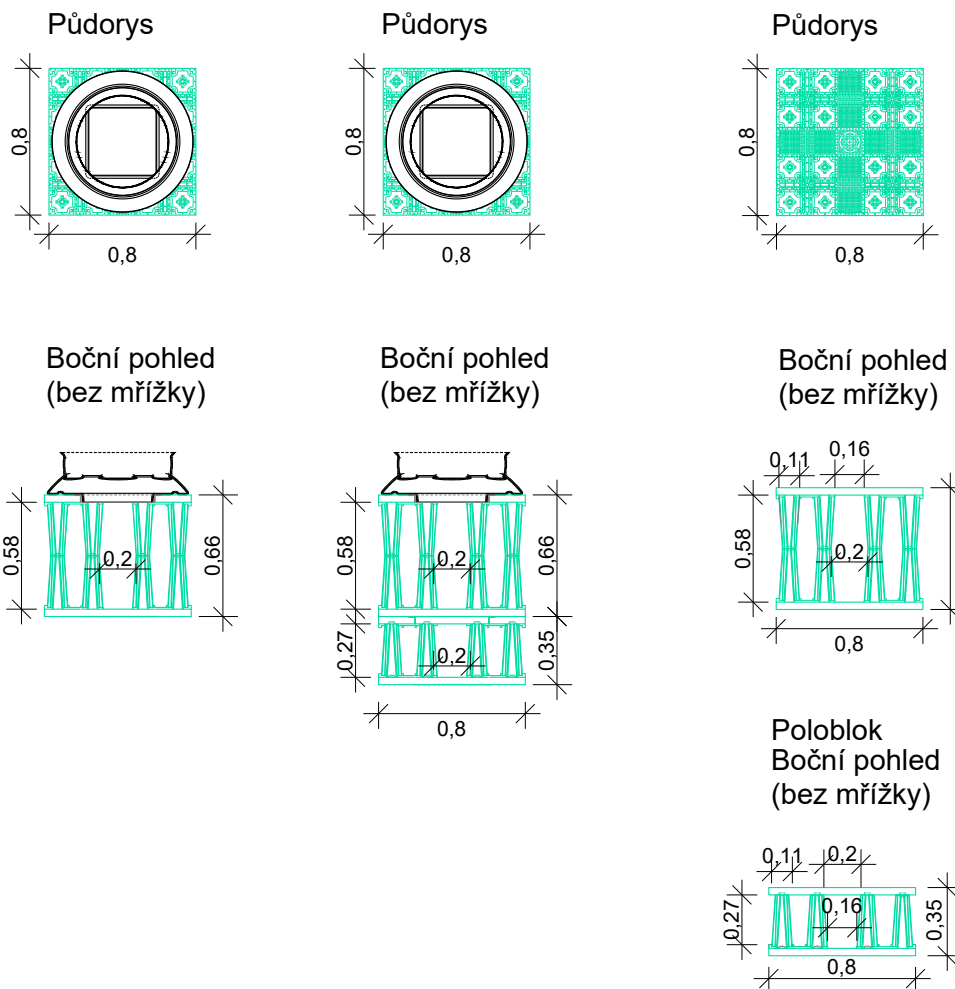 Půdorys
Půdorys
Půdorys
0,8
0,8
0,8
0,8
0,8
0,8
Boční pohled
(bez mřížky)
Boční pohled
(bez mřížky)
Boční pohled
(bez mřížky)
0,58
0,2
0,66
0,58
0,2
0,66
0,27
0,2
0,35
0,8
0,11
0,16
0,58
0,2
0,8
Poloblok
Boční pohled
(bez mřížky)
0,11
0,2
0,27
0,16
0,35
0,8